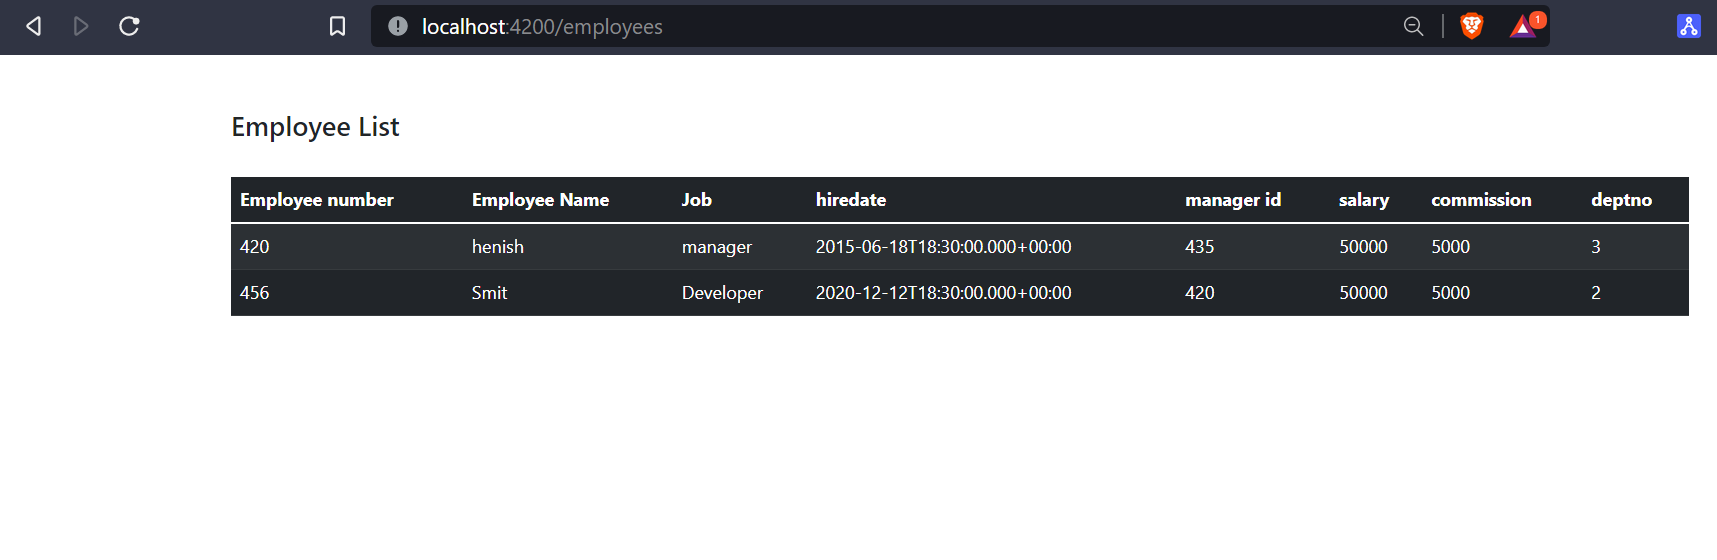 localhost:4200/employees
1
Employee List
Employee number Employee Name Job hiredate manager id salary commission deptno
420 henish manager 2015-06-18T18:30:00.000+00:00 435 50000 5000 3
456 Smit Developer 2020-12-12T18:30:00.000+00:00 420 50000 5000 2